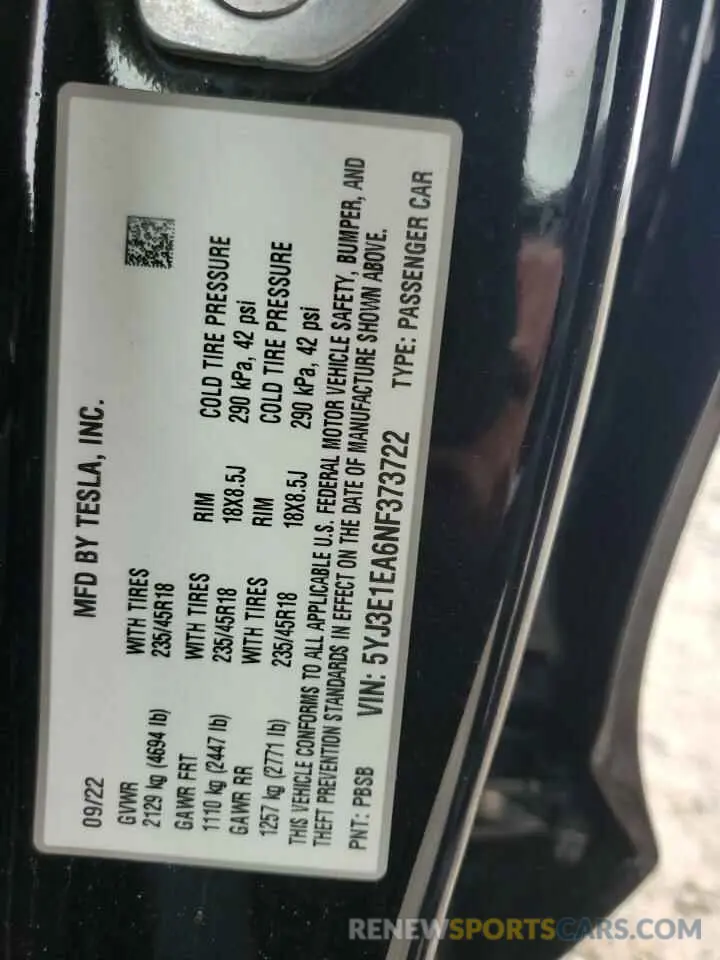 09/22 MFD BY TESLA, INC.
GVWR WITH TIRES
2129 kg (4694 lb) 235/45R18
GAWR FRT WITH TIRES RIM COLD TIRE PRESSURE
1110 kg (2447 lb) 235/45R18 18X8.5J 290 kPa, 42 psi
GAWR RR WITH TIRES RIM COLD TIRE PRESSURE
1257 kg (2771 lb) 235/45R18 18X8.5J 290 kPa, 42 psi
THIS VEHICLE CONFORMS TO ALL APPLICABLE U.S. FEDERAL MOTOR VEHICLE SAFETY, BUMPER, AND
THEFT PREVENTION STANDARDS IN EFFECT ON THE DATE OF MANUFACTURE SHOWN ABOVE.
PNT: PBSB VIN: 5YJ3E1EA6NF373722 TYPE: PASSENGER CAR
RENEWSPORTSCARS.COM